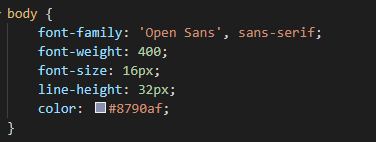 body {
    font-family: 'Open Sans', sans-serif;
    font-weight: 400;
    font-size: 16px;
    line-height: 32px;
    color: #8790af;
}